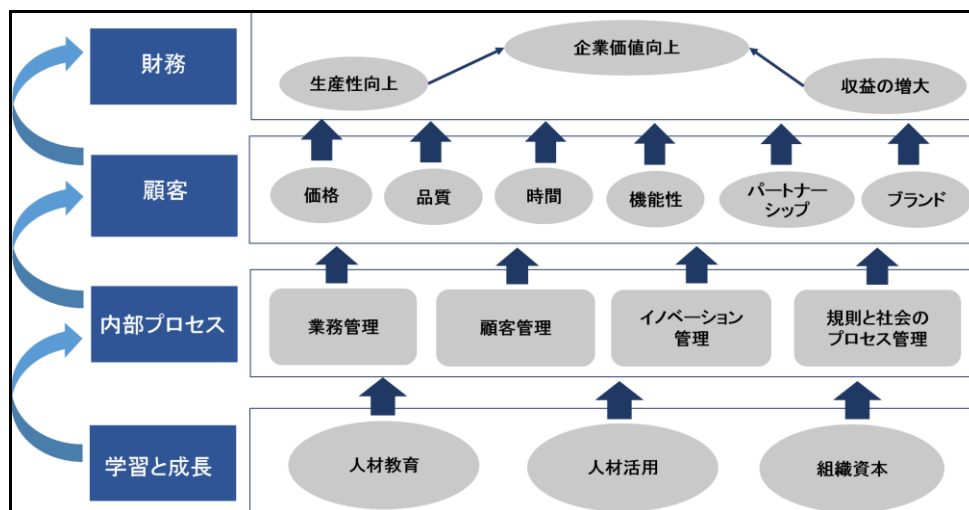 財務
企業価値向上
生産性向上
収益の増大
顧客
価格
品質
時間
機能性
パートナー
シップ
ブランド
内部プロセス
業務管理
顧客管理
イノベーション
管理
規則と社会の
プロセス管理
学習と成長
人材教育
人材活用
組織資本